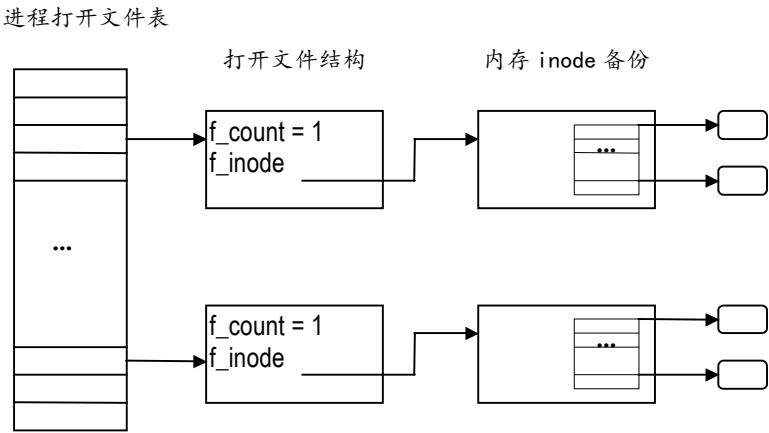 进程打开文件表
打开文件结构
内存 inode 备份
f_count = 1
f_inode
...
...
f_count = 1
f_inode
...